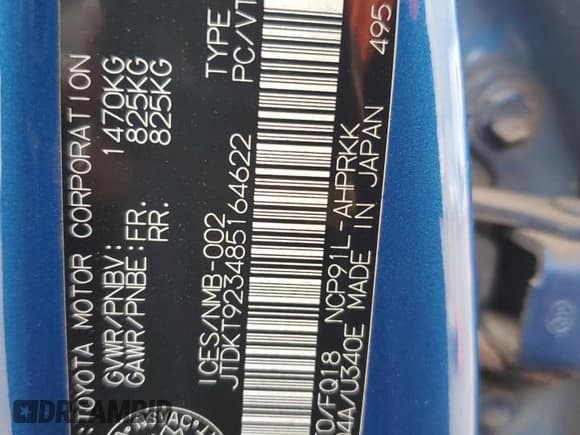 TOYOTA MOTOR CORPORATION
GVWR/PNBV: 1470KG
GAWR/PNBE: FR. 825KG
RR. 825KG
ICES/NMB-002 TYPE
JTDKT923485164622 PC/VT
/FQ18 NCP91L-AHPRKK
/U340E MADE IN JAPAN 495
DREAMBID